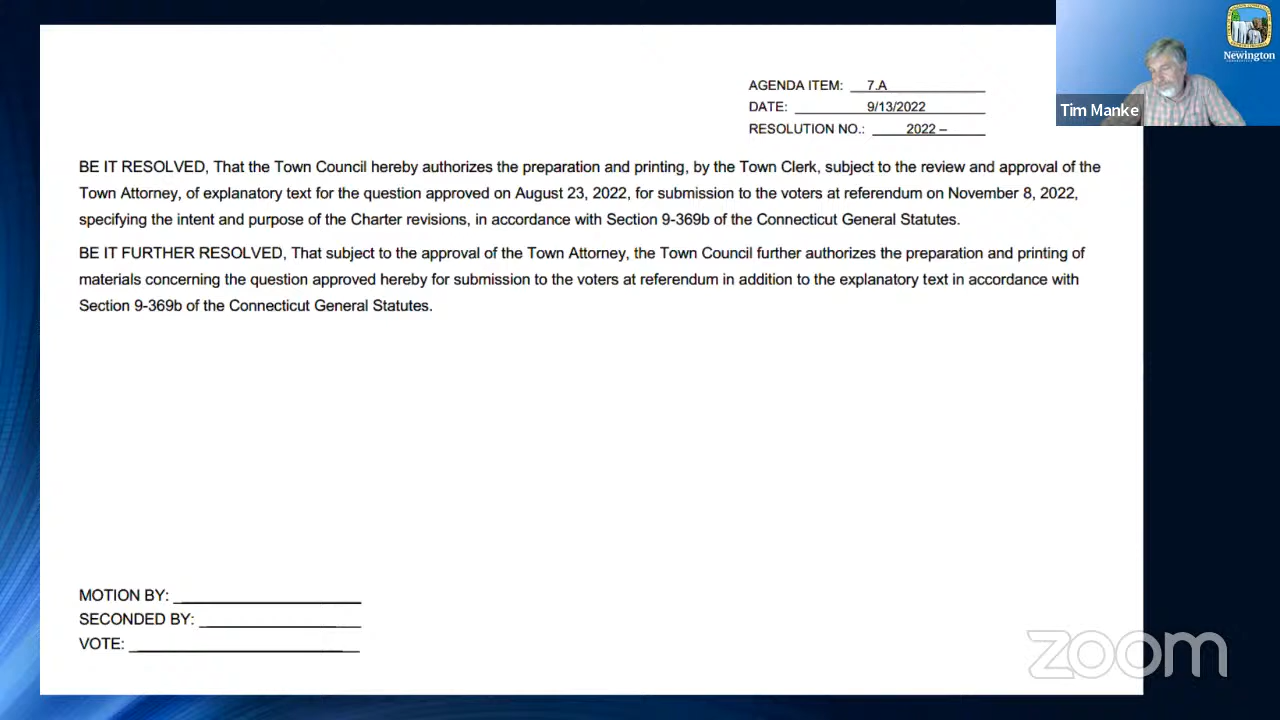 Newington
Tim Manke
AGENDA ITEM: 7.A
DATE: 9/13/2022
RESOLUTION NO.: 2022 –
BE IT RESOLVED, That the Town Council hereby authorizes the preparation and printing, by the Town Clerk, subject to the review and approval of the
Town Attorney, of explanatory text for the question approved on August 23, 2022, for submission to the voters at referendum on November 8, 2022,
specifying the intent and purpose of the Charter revisions, in accordance with Section 9-369b of the Connecticut General Statutes.
BE IT FURTHER RESOLVED, That subject to the approval of the Town Attorney, the Town Council further authorizes the preparation and printing of
materials concerning the question approved hereby for submission to the voters at referendum in addition to the explanatory text in accordance with
Section 9-369b of the Connecticut General Statutes.
MOTION BY:
SECONDED BY:
VOTE:
zoom